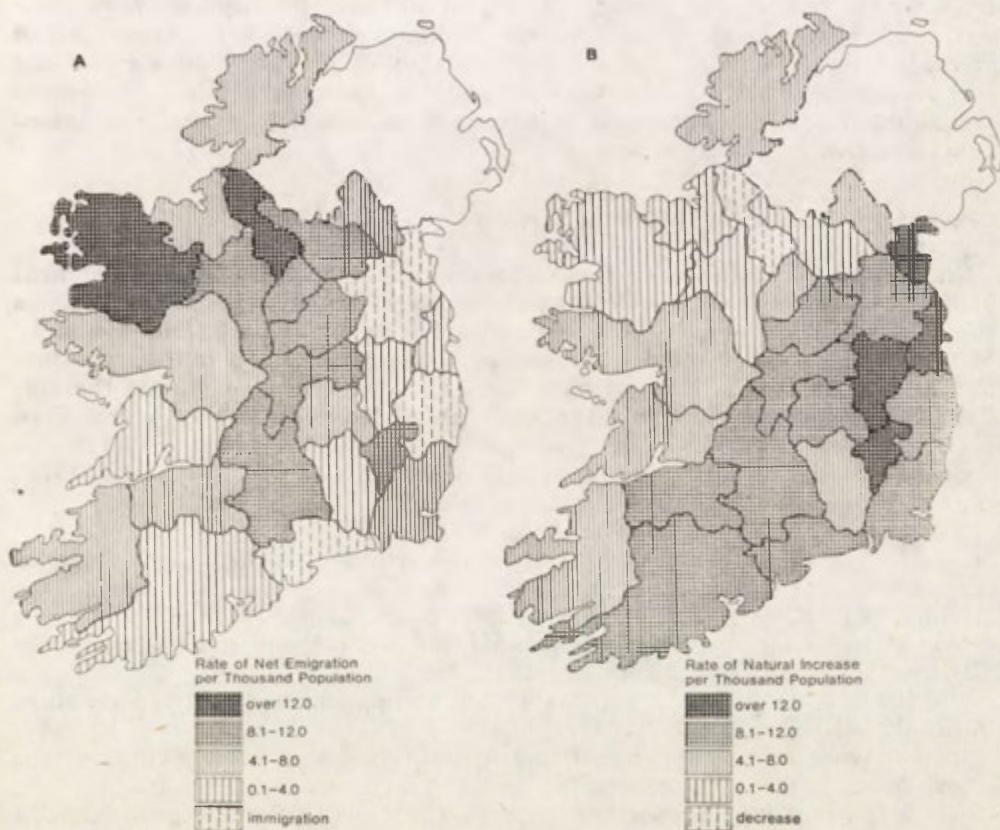 A
B
Rate of Net Emigration
per Thousand Population
over 12.0
8.1–12.0
4.1–8.0
0.1–4.0
immigration
Rate of Natural Increase
per Thousand Population
over 12.0
8.1–12.0
4.1–8.0
0.1–4.0
decrease